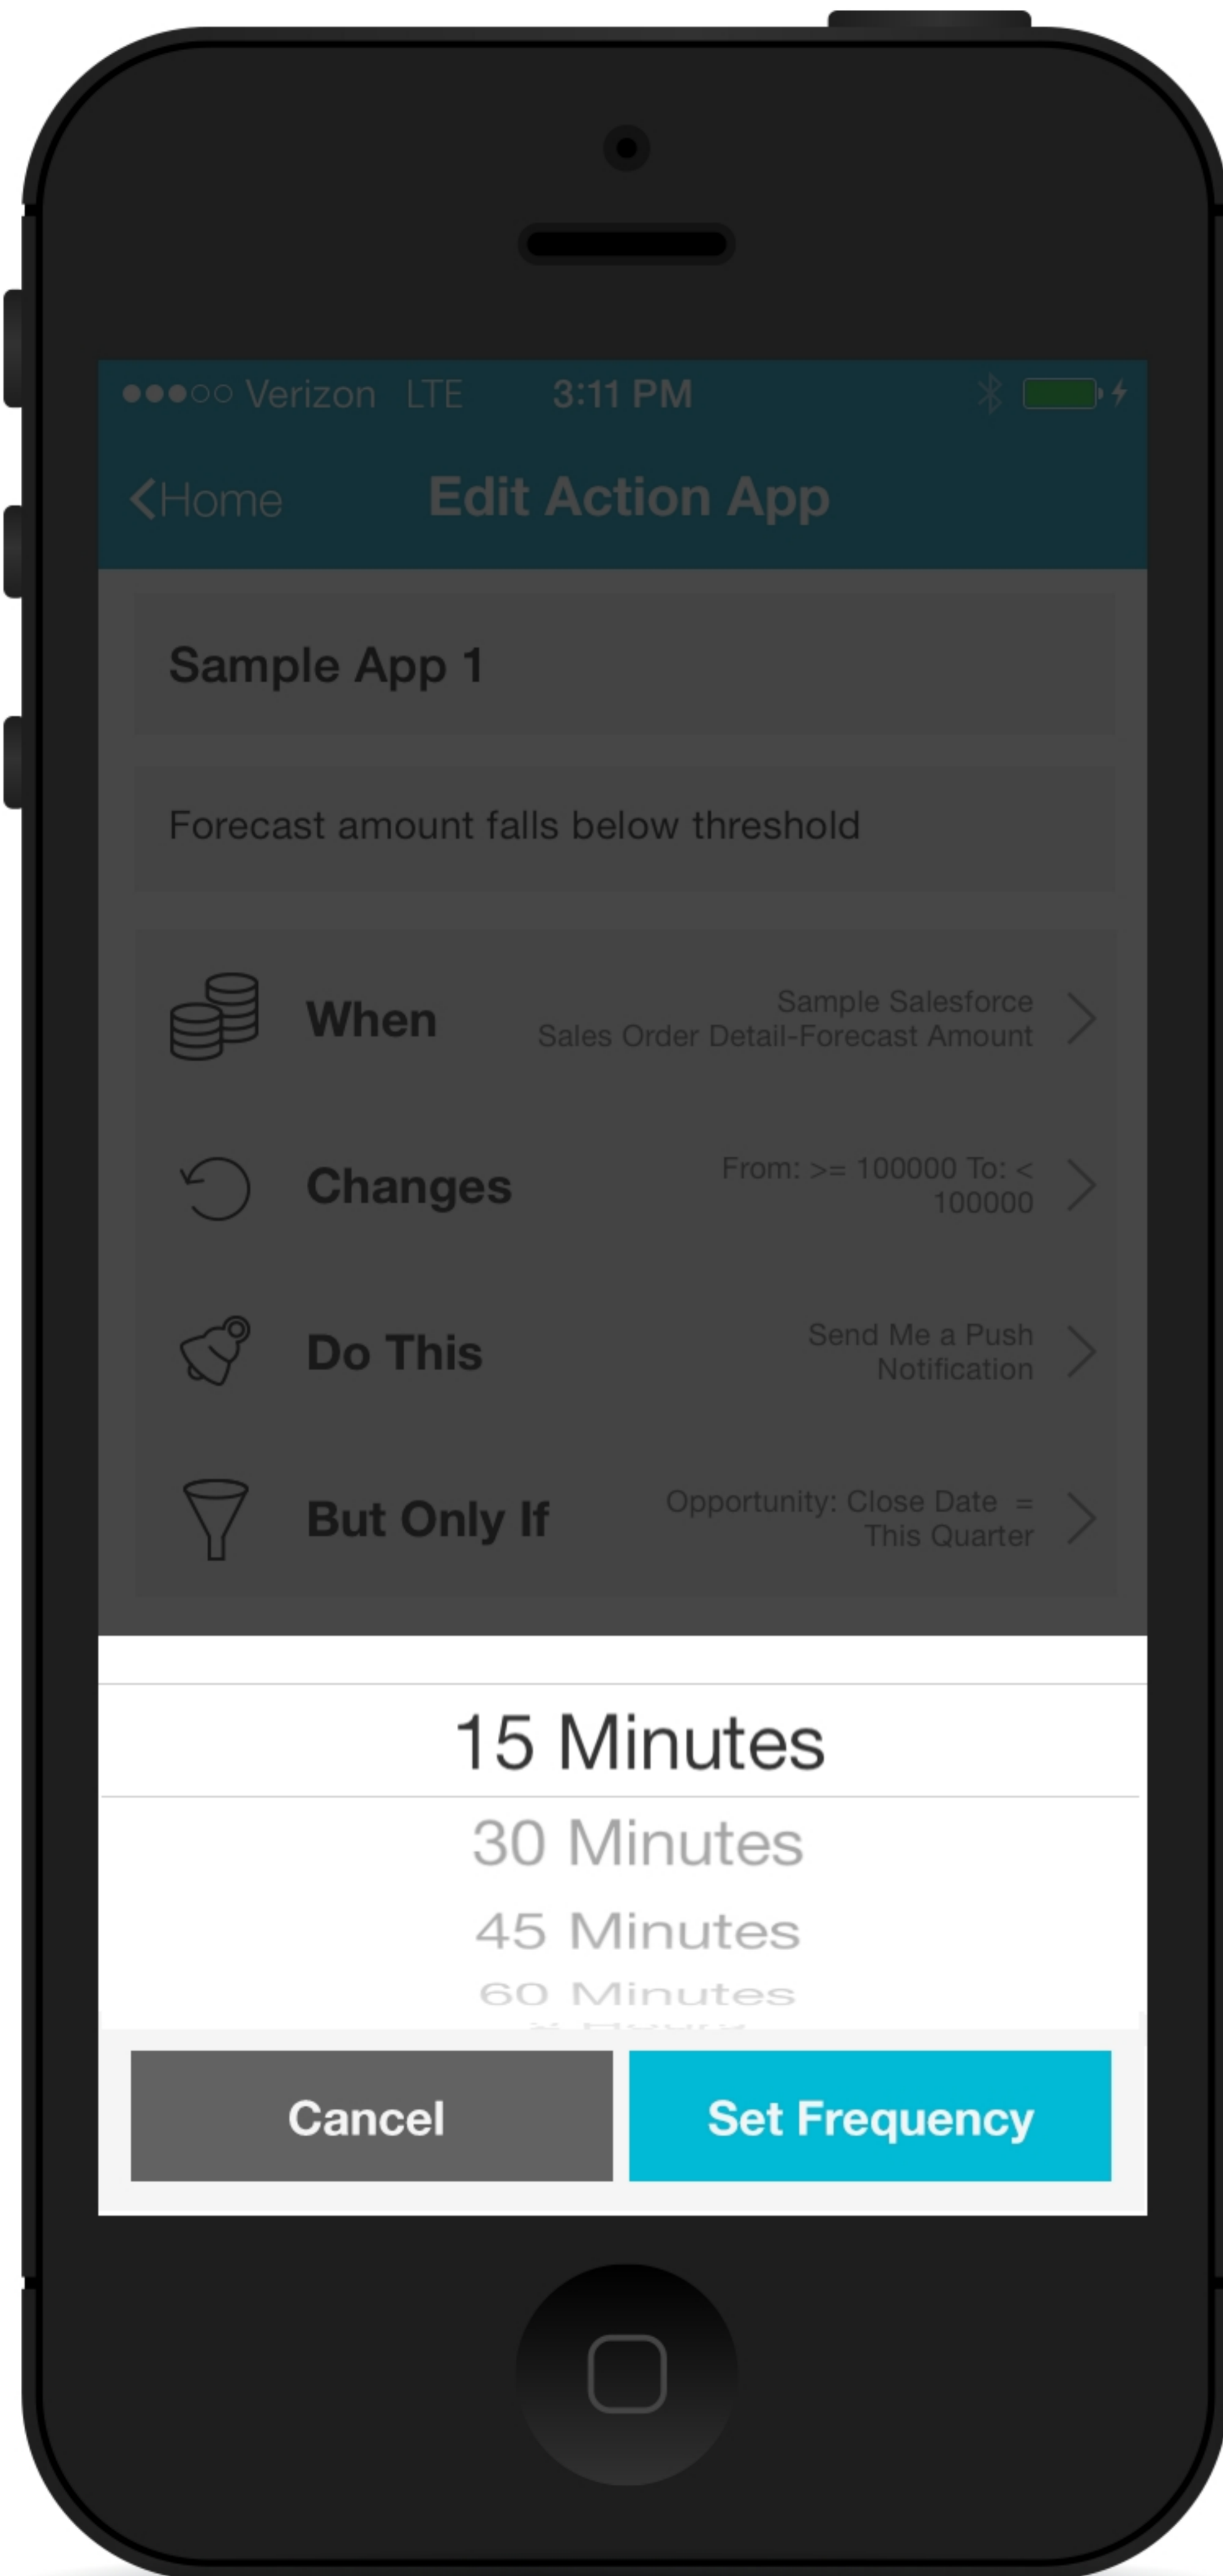 Verizon LTE 3:11 PM
Home Edit Action App
Sample App 1
Forecast amount falls below threshold
When Sample Salesforce
Sales Order Detail-Forecast Amount
Changes From: >= 100000 To: <
100000
Do This Send Me a Push
Notification
But Only If Opportunity: Close Date =
This Quarter
15 Minutes
30 Minutes
45 Minutes
60 Minutes
Hours
Cancel Set Frequency